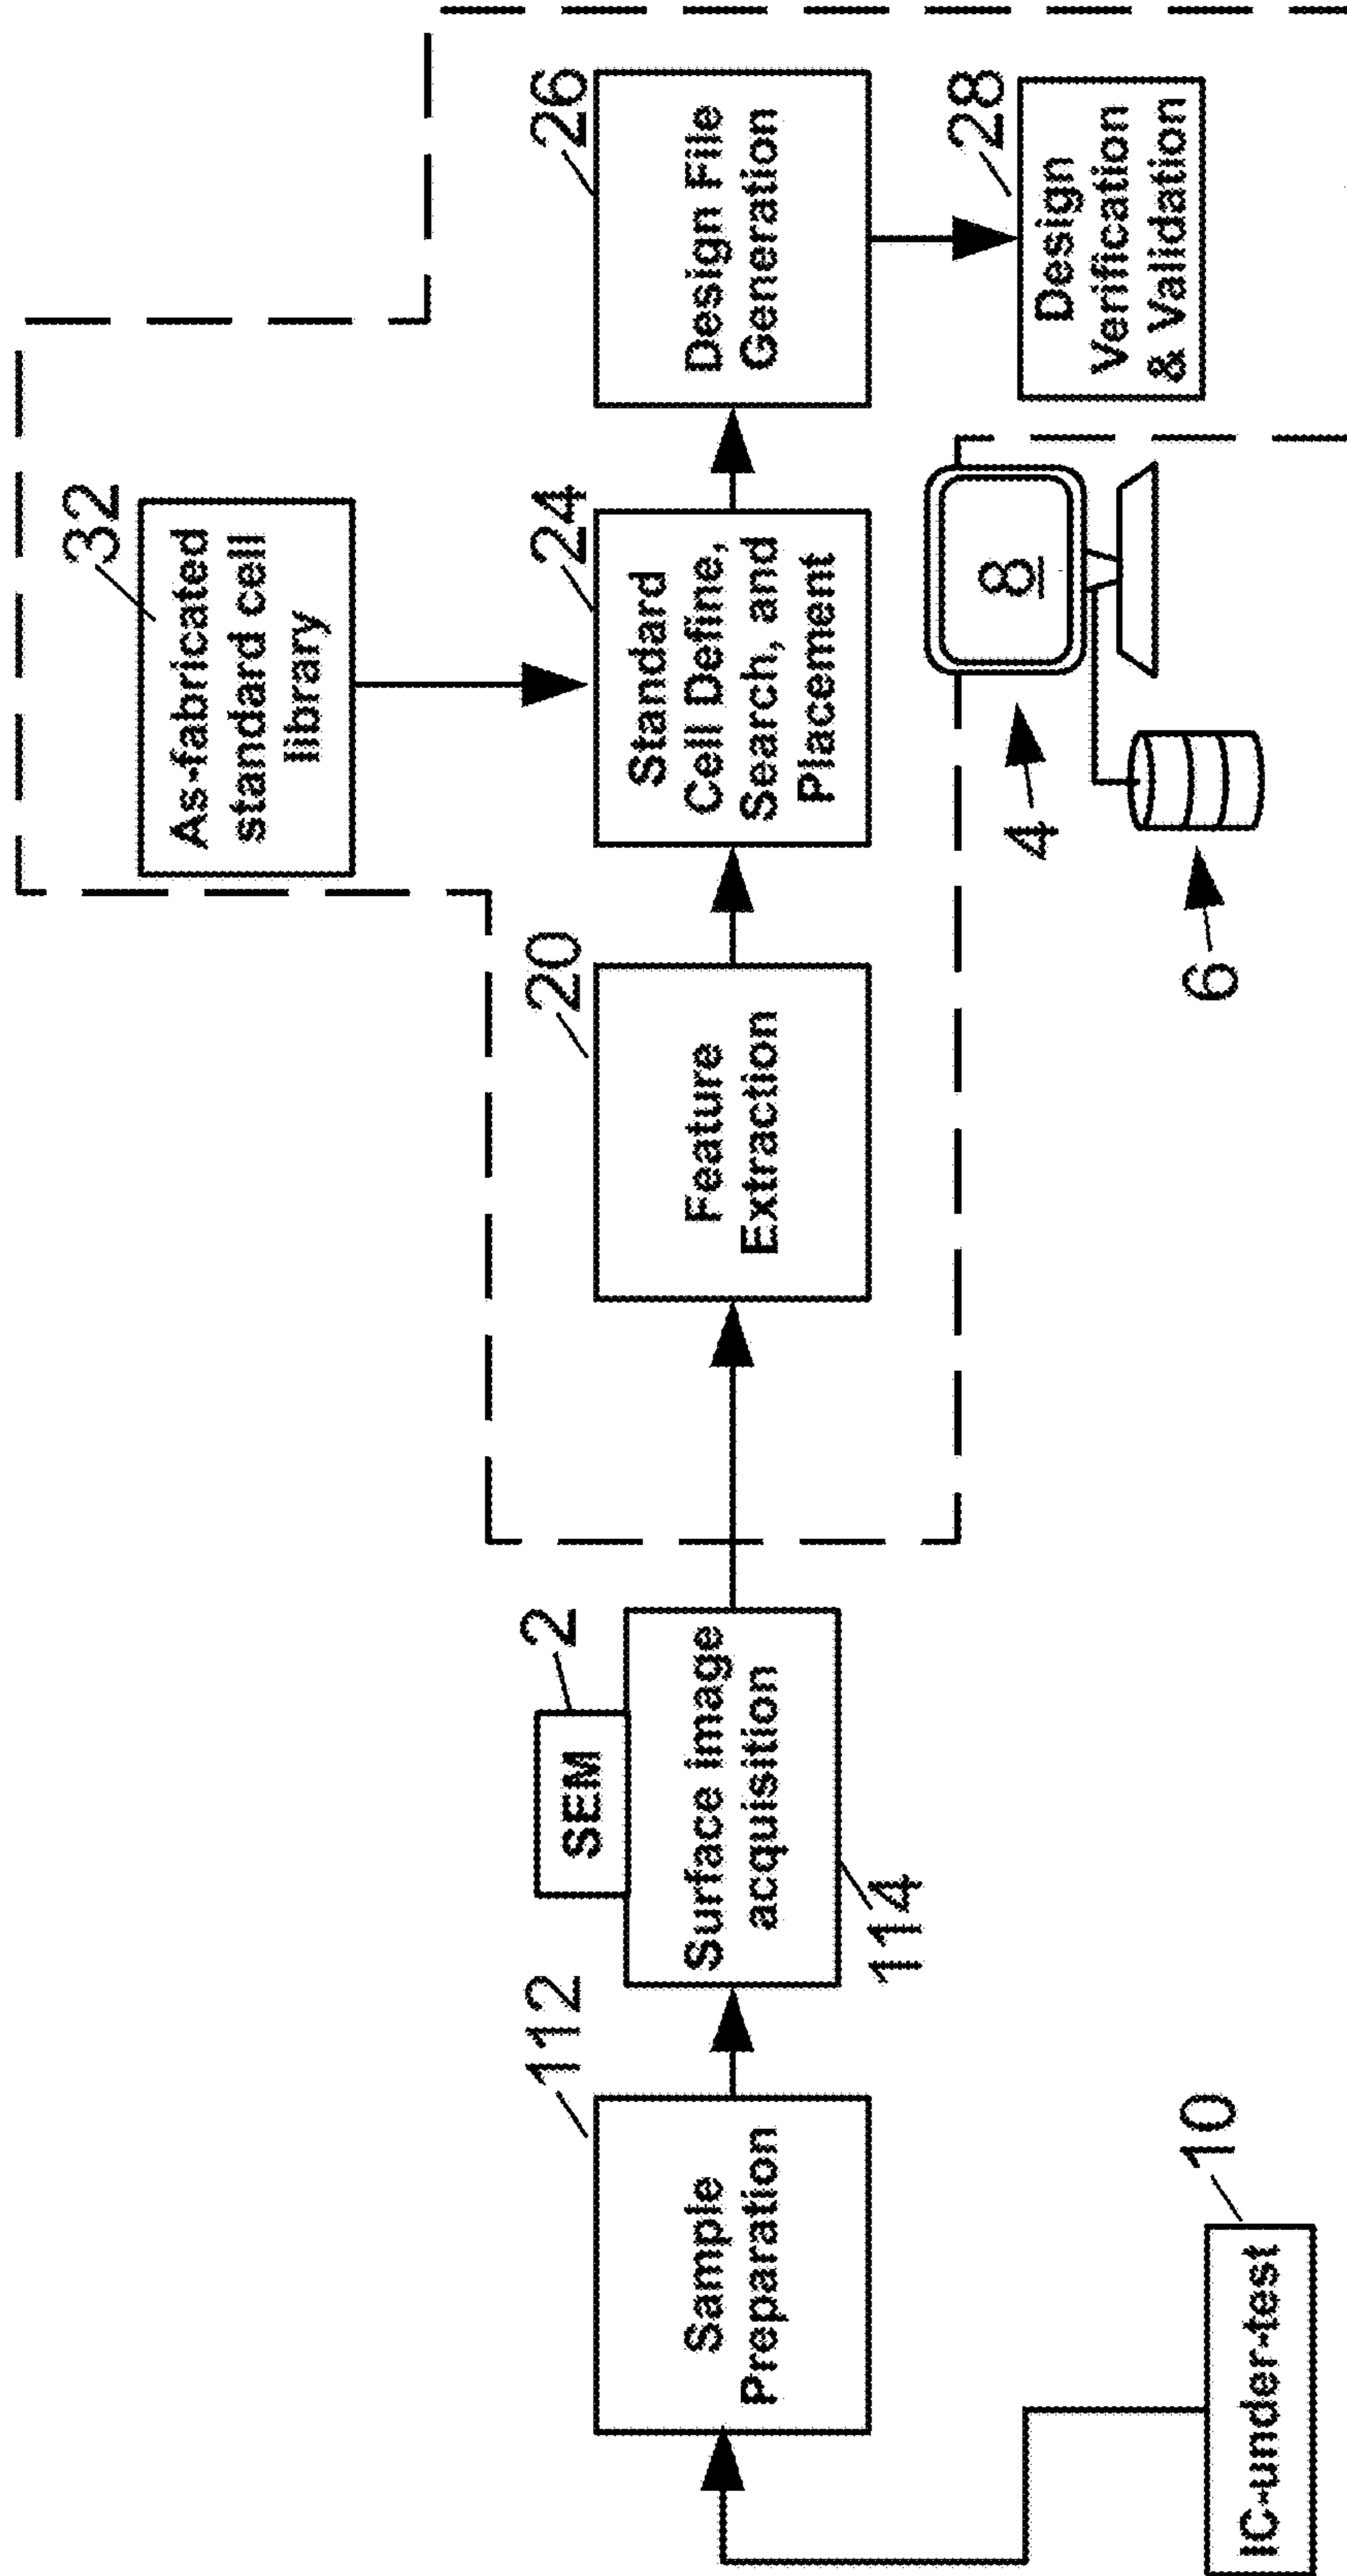 32
As-fabricated
standard cell
library
112
Sample
Preparation
2
SEM
Surface image
acquisition
114
20
Feature
Extraction
24
Standard
Cell Define,
Search, and
Placement
26
Design File
Generation
28
Design
Verification
& Validation
8
4
6
10
IC-under-test